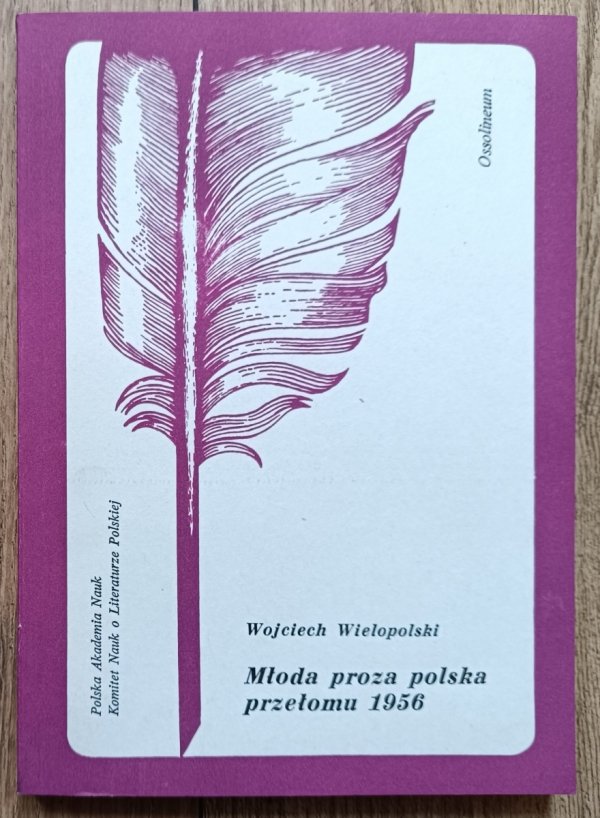 Ossolineum
Polska Akademia Nauk
Komitet Nauk o Literaturze Polskiej
Wojciech Wielopolski
Młoda proza polska
przełomu 1956